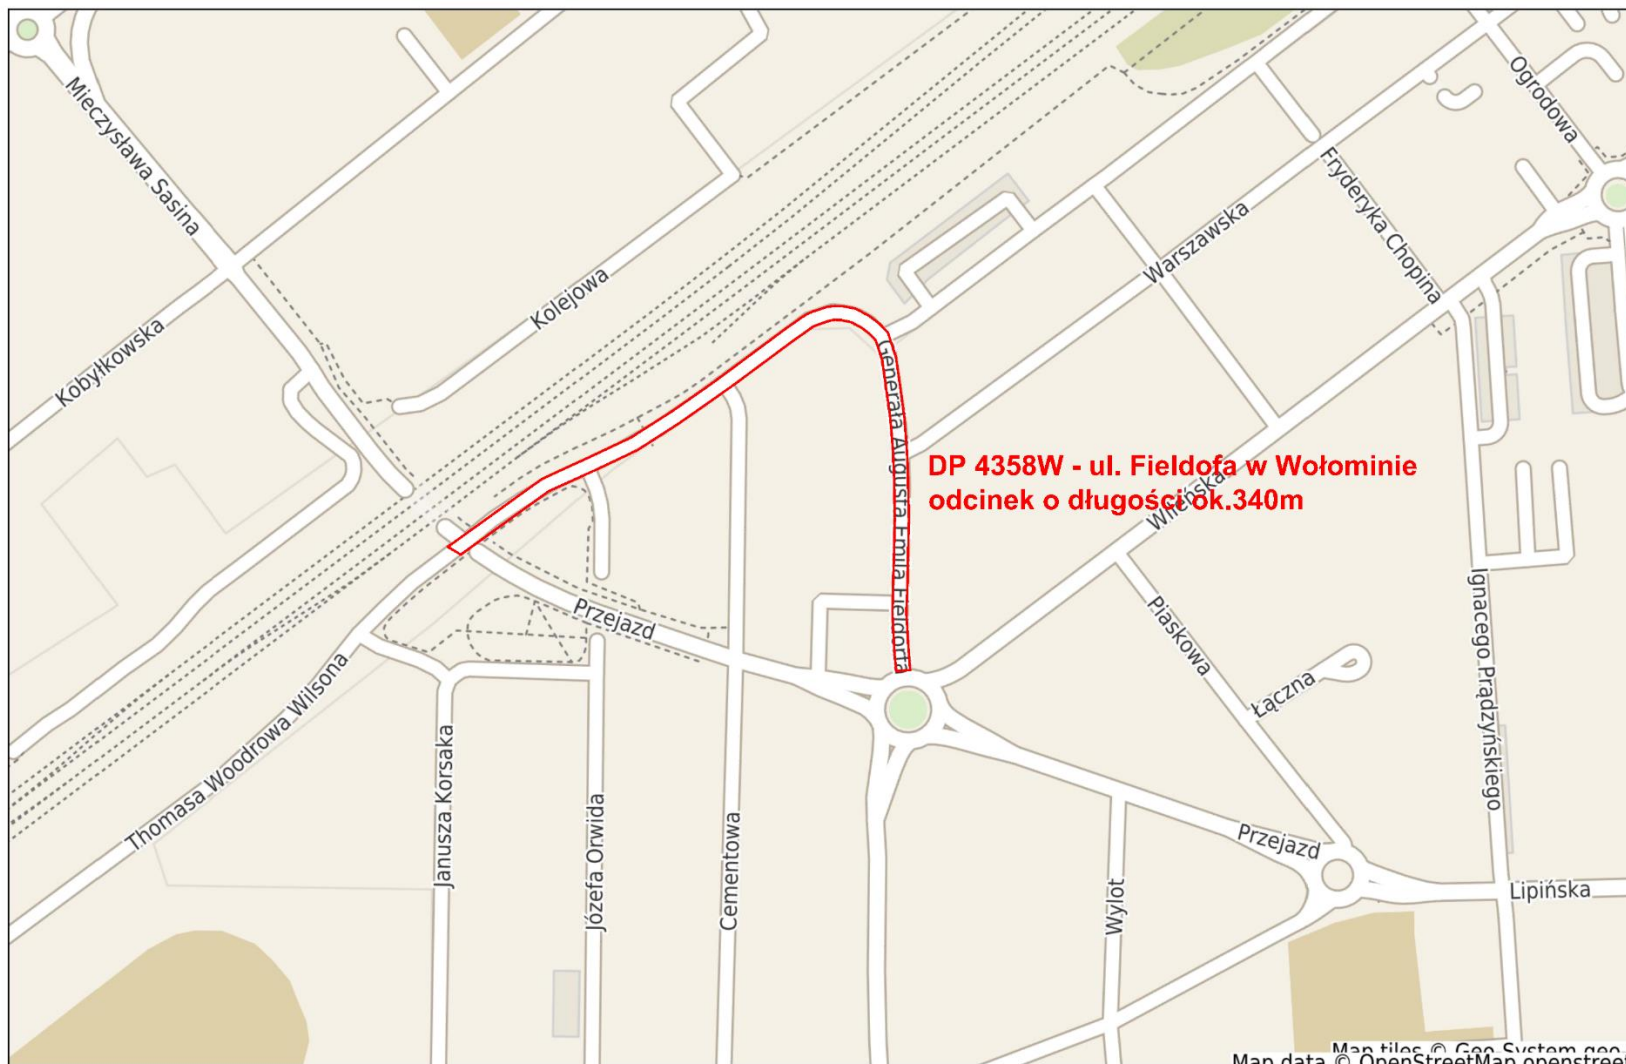 Mieczysława Sasina
Ogrodowa
Fryderyka Chopina
Warszawska
Kolejowa
Kobyłkowska
Generała Augusta Emila Fieldorfa
DP 4358W - ul. Fieldofa w Wołominie
odcinek o długości ok.340m
Wileńska
Przejazd
Piaskowa
Ignacego Prądzyńskiego
Łączna
Thomasa Woodrowa Wilsona
Janusza Korsaka
Józefa Orwida
Cementowa
Przejazd
Wylot
Lipińska
Map tiles © Geo-System geo
Map data © OpenStreetMap openstreet